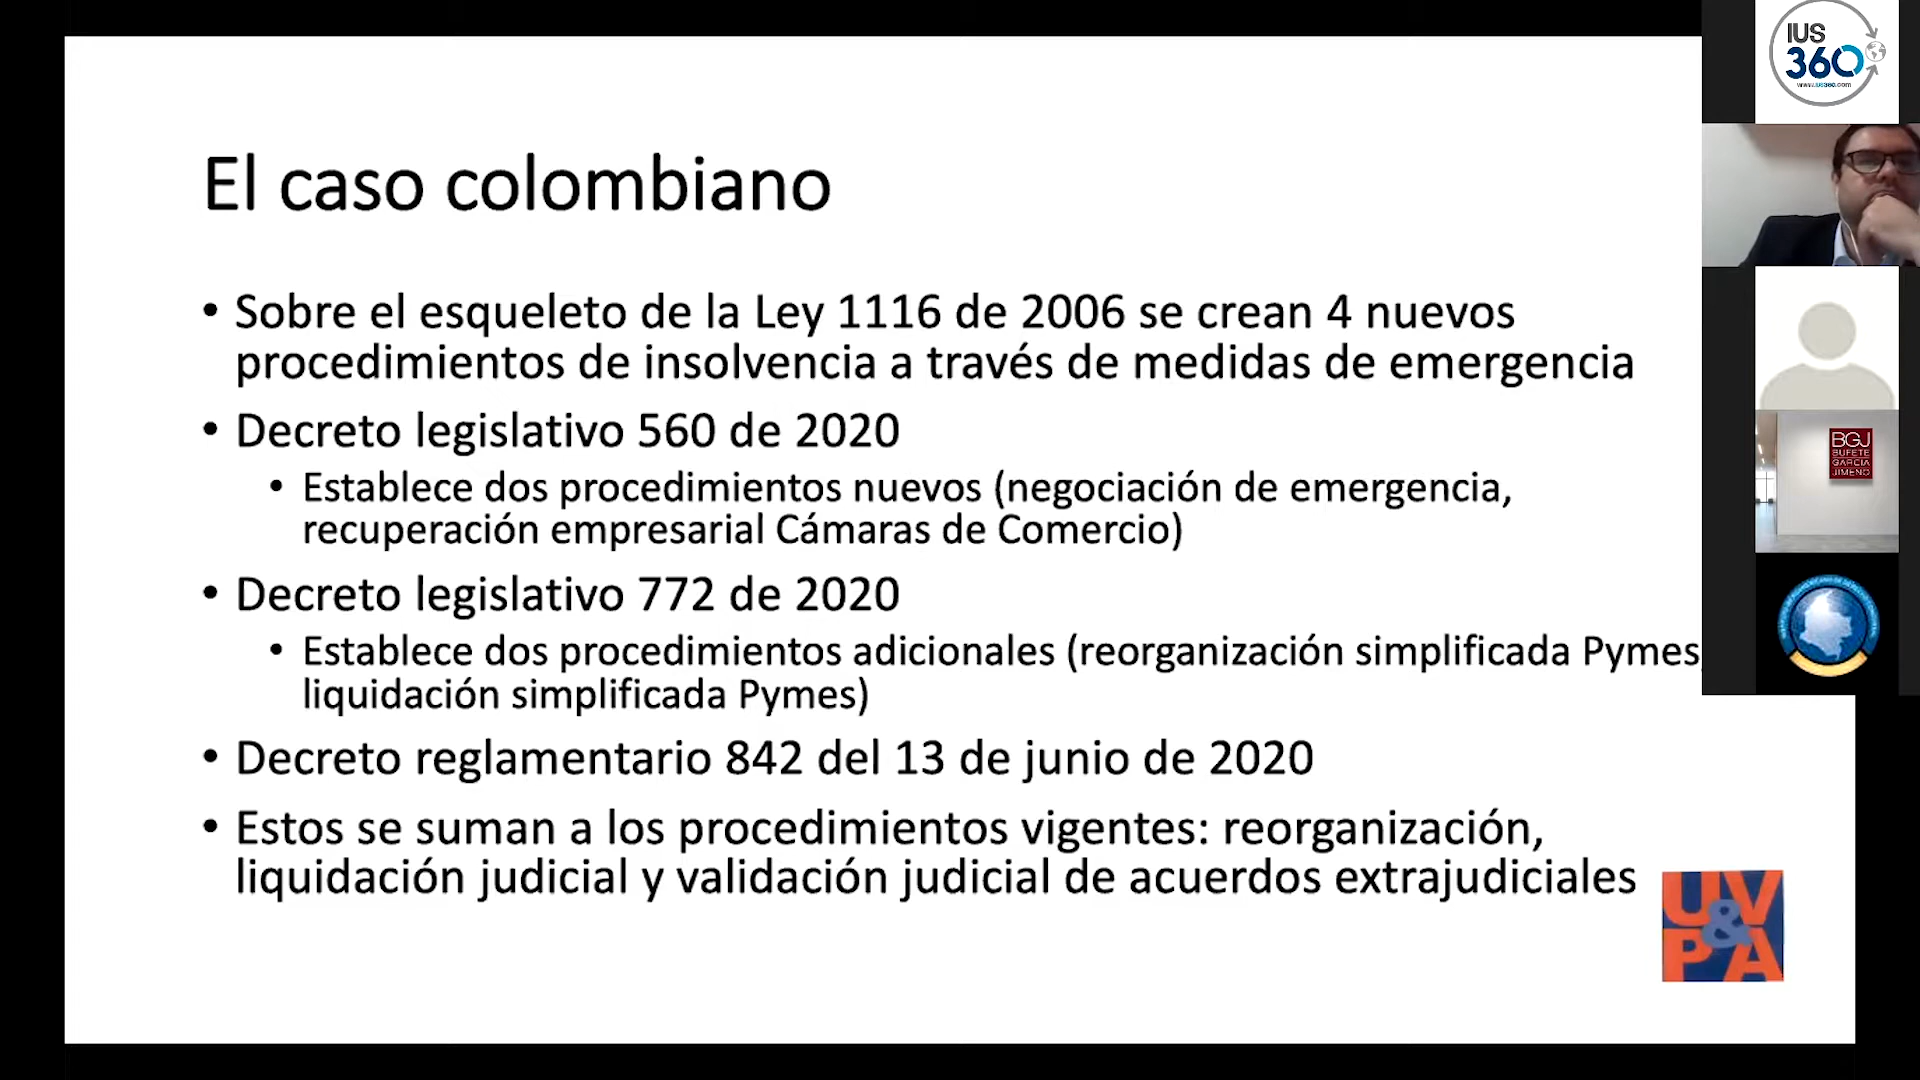 El caso colombiano
• Sobre el esqueleto de la Ley 1116 de 2006 se crean 4 nuevos
procedimientos de insolvencia a través de medidas de emergencia
• Decreto legislativo 560 de 2020
• Establece dos procedimientos nuevos (negociación de emergencia,
recuperación empresarial Cámaras de Comercio)
• Decreto legislativo 772 de 2020
• Establece dos procedimientos adicionales (reorganización simplificada Pymes,
liquidación simplificada Pymes)
• Decreto reglamentario 842 del 13 de junio de 2020
• Estos se suman a los procedimientos vigentes: reorganización,
liquidación judicial y validación judicial de acuerdos extrajudiciales
UV
&
PA
IUS
360
www.ius360.com
BGJ
BUFETE
GARCIA
JIMENO